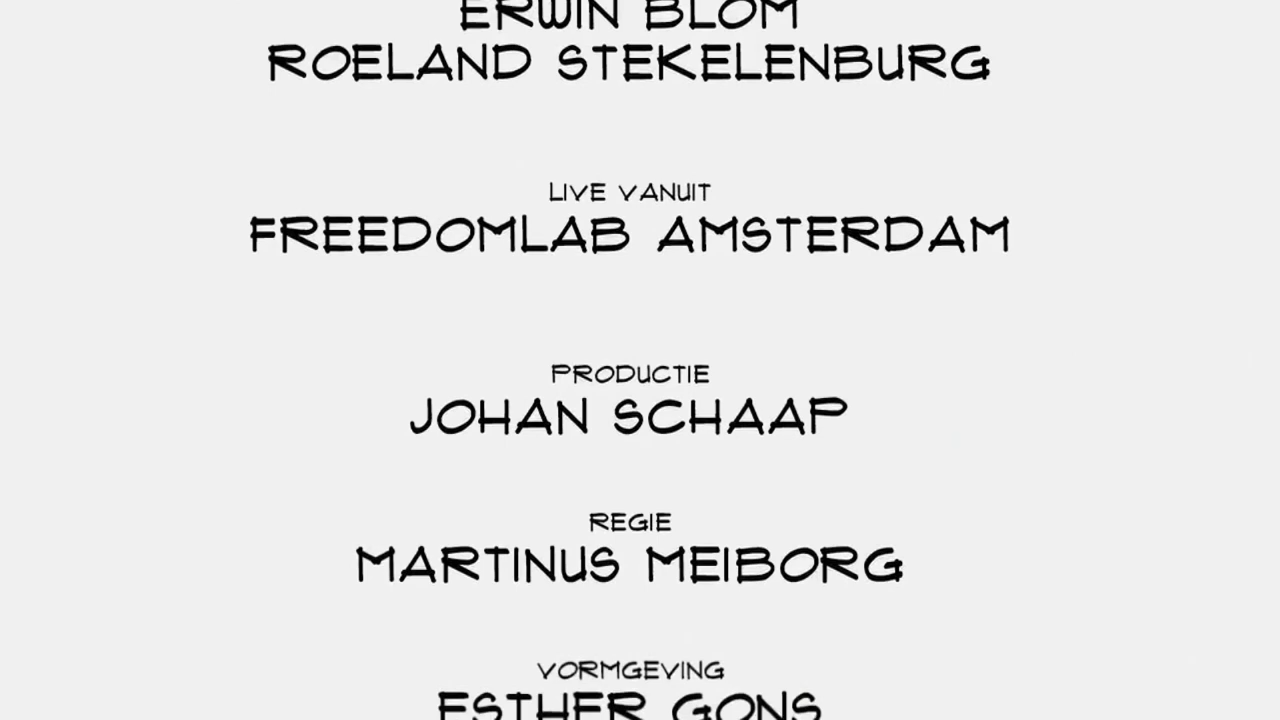 ERWIN BLOM
ROELAND STEKELENBURG
LIVE VANUIT
FREEDOMLAB AMSTERDAM
PRODUCTIE
JOHAN SCHAAP
REGIE
MARTINUS MEIBORG
VORMGEVING
ESTHER GONS